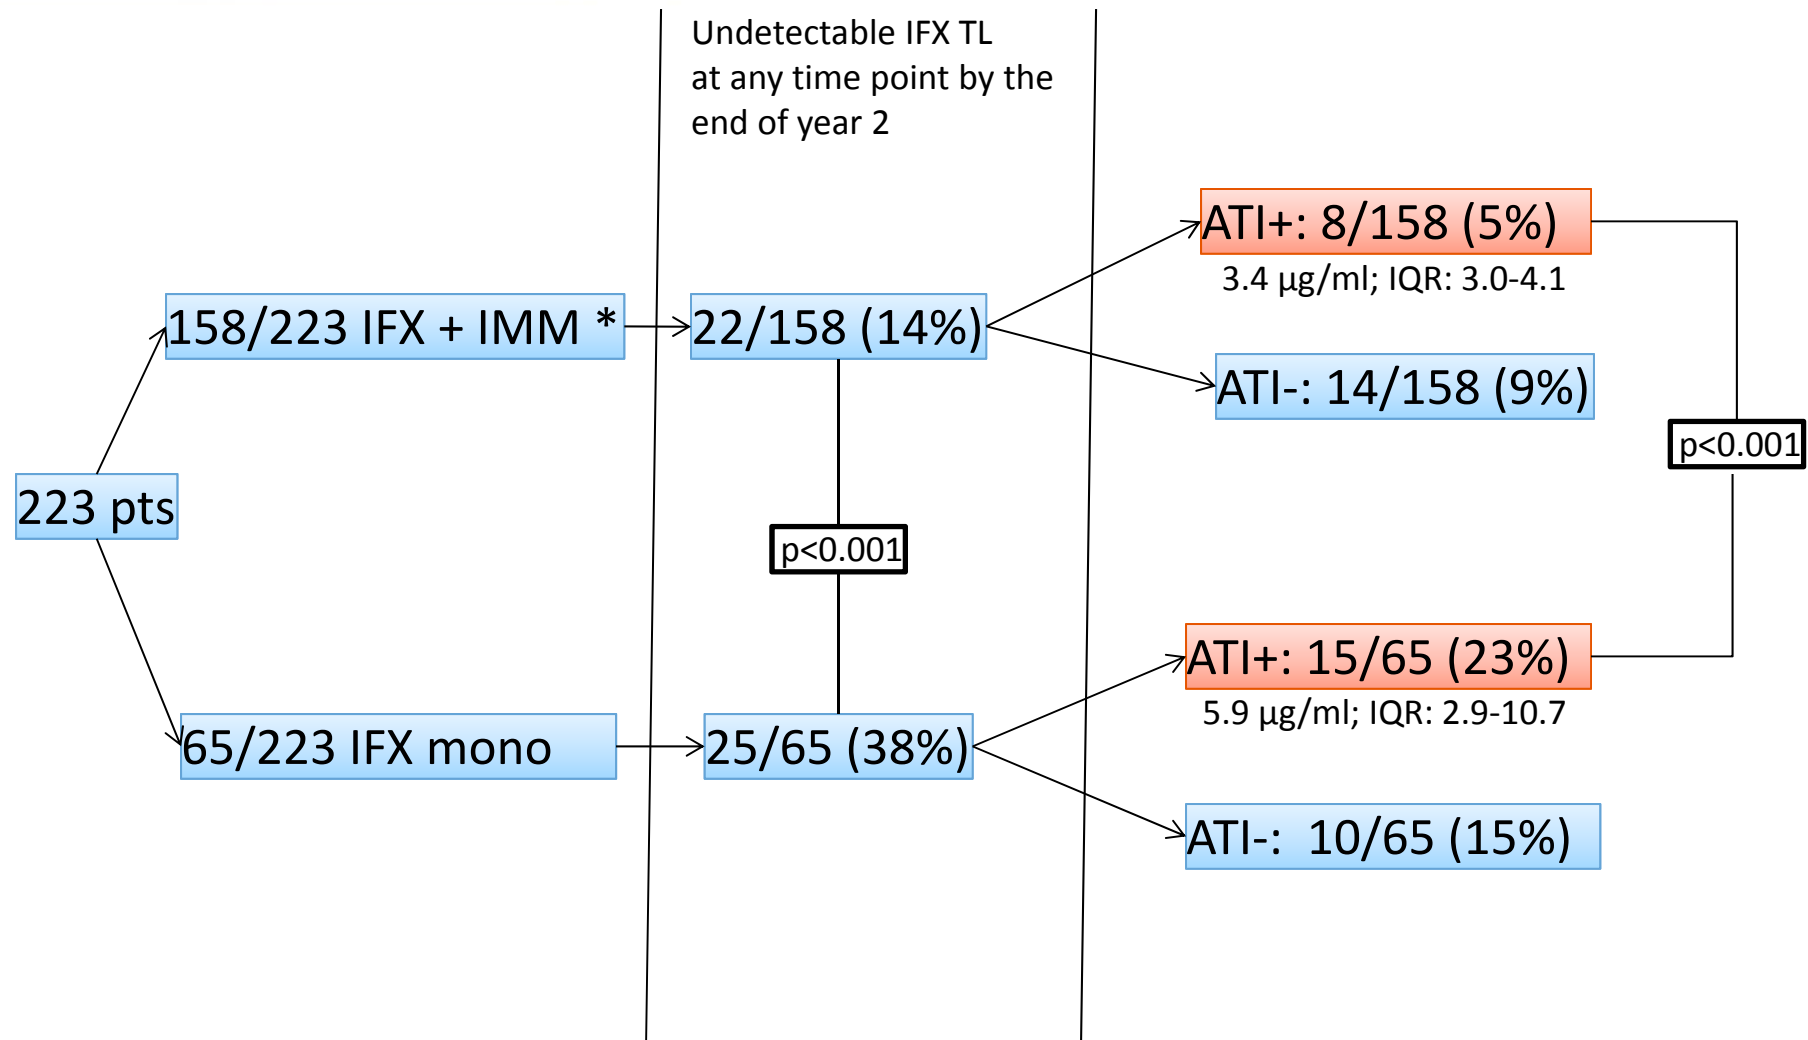 Undetectable IFX TL
at any time point by the
end of year 2
ATI+: 8/158 (5%)
3.4 µg/ml; IQR: 3.0-4.1
158/223 IFX + IMM *
22/158 (14%)
ATI-: 14/158 (9%)
p<0.001
223 pts
p<0.001
ATI+: 15/65 (23%)
5.9 µg/ml; IQR: 2.9-10.7
65/223 IFX mono
25/65 (38%)
ATI-: 10/65 (15%)